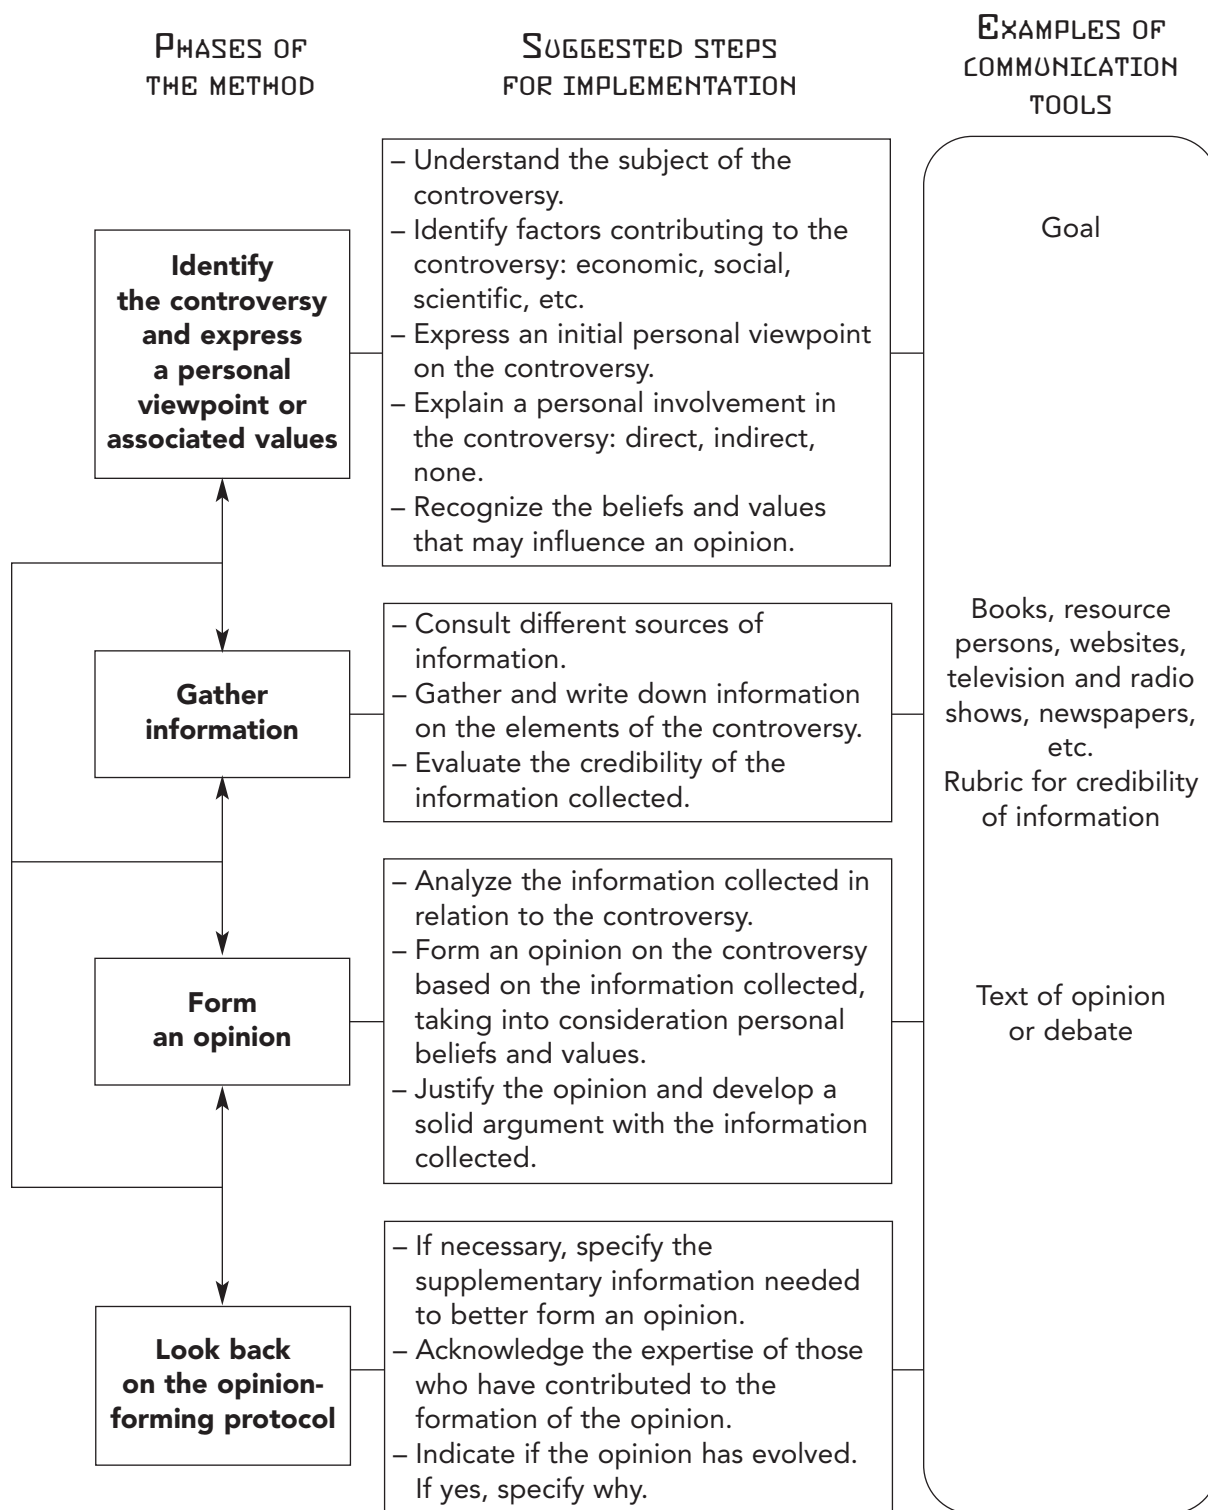 PHASES OF
THE METHOD
SUGGESTED STEPS
FOR IMPLEMENTATION
EXAMPLES OF
COMMUNICATION
TOOLS
Identify
the controversy
and express
a personal
viewpoint or
associated values
– Understand the subject of the
controversy.
– Identify factors contributing to the
controversy: economic, social,
scientific, etc.
– Express an initial personal viewpoint
on the controversy.
– Explain a personal involvement in
the controversy: direct, indirect,
none.
– Recognize the beliefs and values
that may influence an opinion.
Goal
Gather
information
– Consult different sources of
information.
– Gather and write down information
on the elements of the controversy.
– Evaluate the credibility of the
information collected.
Books, resource
persons, websites,
television and radio
shows, newspapers,
etc.
Rubric for credibility
of information
Form
an opinion
– Analyze the information collected in
relation to the controversy.
– Form an opinion on the controversy
based on the information collected,
taking into consideration personal
beliefs and values.
– Justify the opinion and develop a
solid argument with the information
collected.
Text of opinion
or debate
Look back
on the opinion-
forming protocol
– If necessary, specify the
supplementary information needed
to better form an opinion.
– Acknowledge the expertise of those
who have contributed to the
formation of the opinion.
– Indicate if the opinion has evolved.
If yes, specify why.